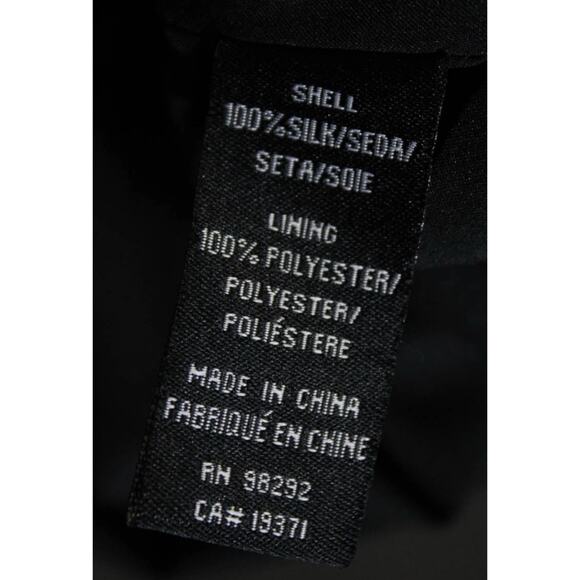 SHELL
100%SILK/SEDA/
SETA/SOIE
LINING
100% POLYESTER/
POLYESTER/
POLIÉSTERE
MADE IN CHINA
FABRIQUÉ EN CHINE
RN 98292
CA# 19371